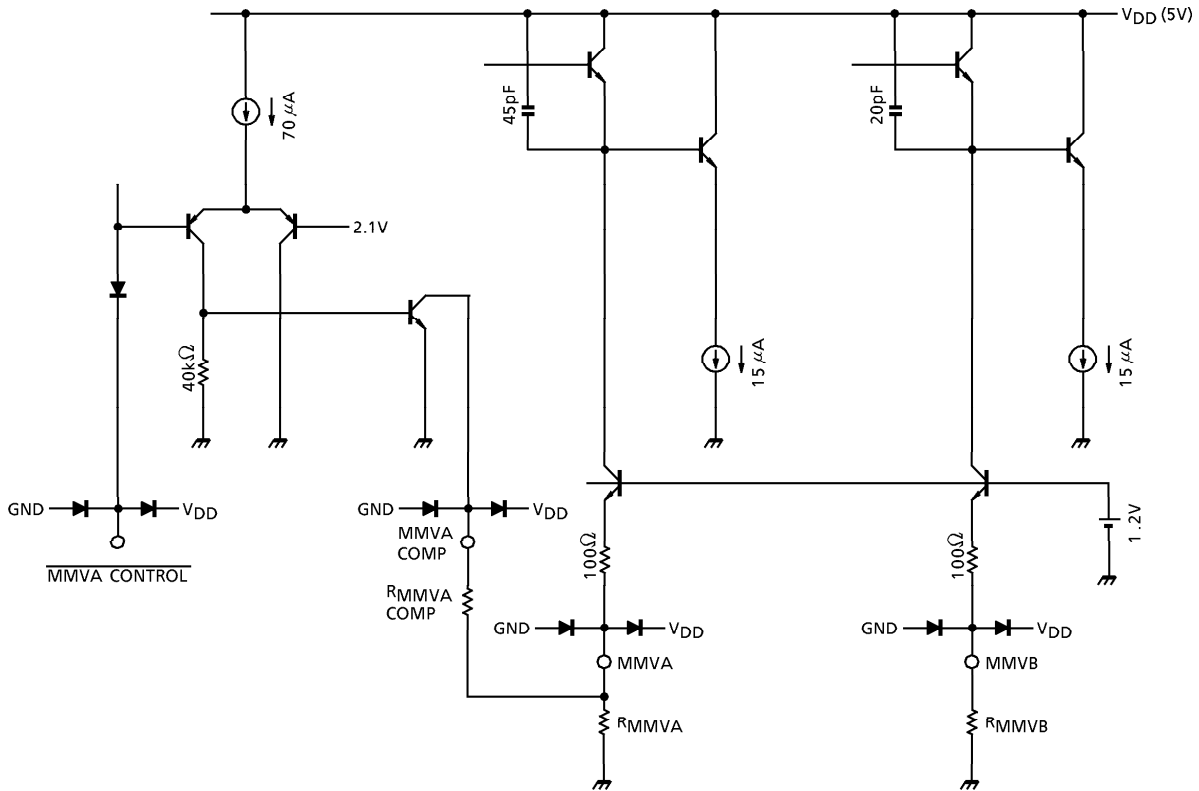 VDD (5V)
70 μA
45pF
20pF
2.1V
40kΩ
15 μA
15 μA
GND
VDD
MMVA CONTROL
GND
VDD
MMVA
COMP
RMMVA
COMP
100Ω
100Ω
1.2V
GND
VDD
MMVA
RMMVA
GND
VDD
MMVB
RMMVB